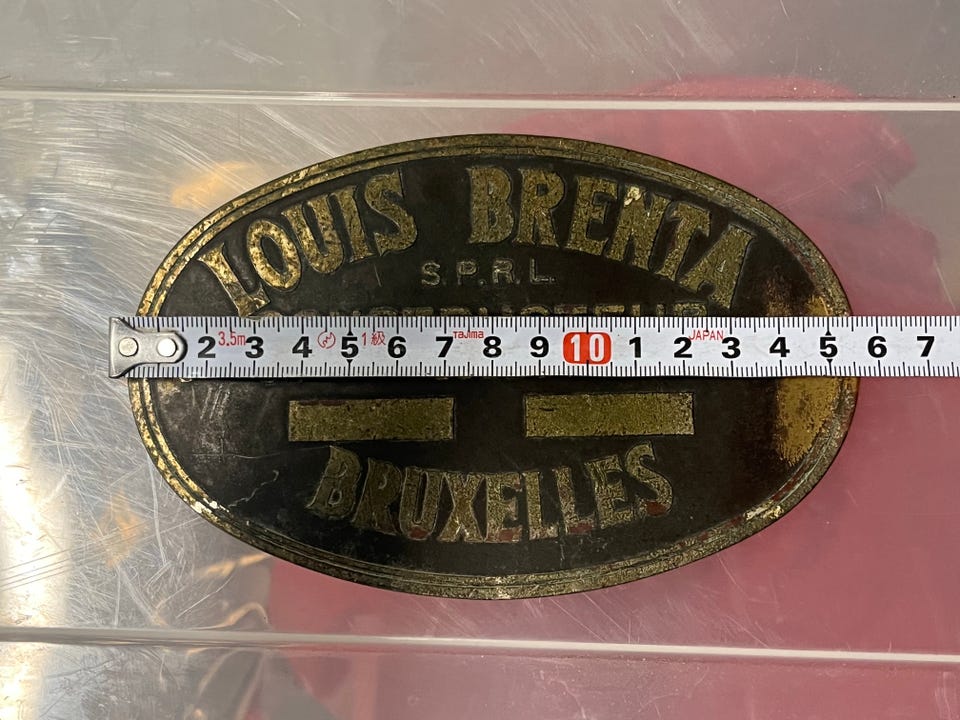 LOUIS BRENTA
S.P.R.L.
CONSTRUCTEUR
3.5m 1級 Tajima JAPAN
2 3 4 5 6 7 8 9 10 1 2 3 4 5 6 7
BRUXELLES